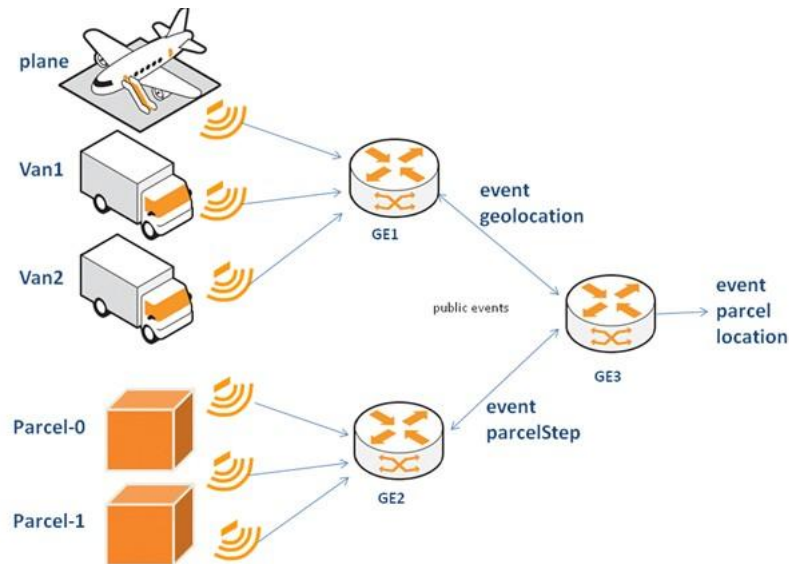 plane
Van1
Van2
GE1
event
geolocation
public events
event
parcel
location
GE3
Parcel-0
event
parcelStep
GE2
Parcel-1